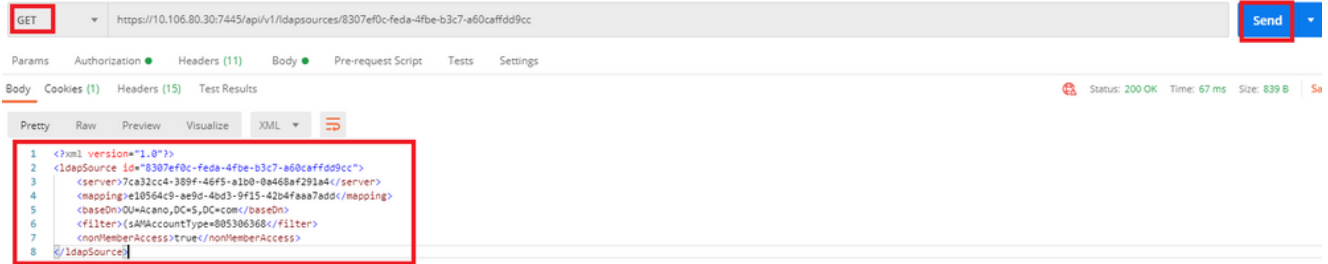 GET https://10.106.80.30:7445/api/v1/ldapsources/8307ef0c-feda-4fbe-b3c7-a60caffdd9cc Send
Params Authorization Headers (11) Body Pre-request Script Tests Settings
Body Cookies (1) Headers (15) Test Results Status: 200 OK Time: 67 ms Size: 839 B Sa
Pretty Raw Preview Visualize XML
1 <?xml version="1.0"?>
2 <ldapSource id="8307ef0c-feda-4fbe-b3c7-a60caffdd9cc">
3 <server>7ca32cc4-389f-46f5-a1b0-0a468af291a4</server>
4 <mapping>e10564c9-ae9d-4bd3-9f15-42b4faaa7add</mapping>
5 <baseDn>OU=Acano,DC=S,DC=com</baseDn>
6 <filter>(sAMAccountType=805306368</filter>
7 <nonMemberAccess>true</nonMemberAccess>
8 </ldapSource>